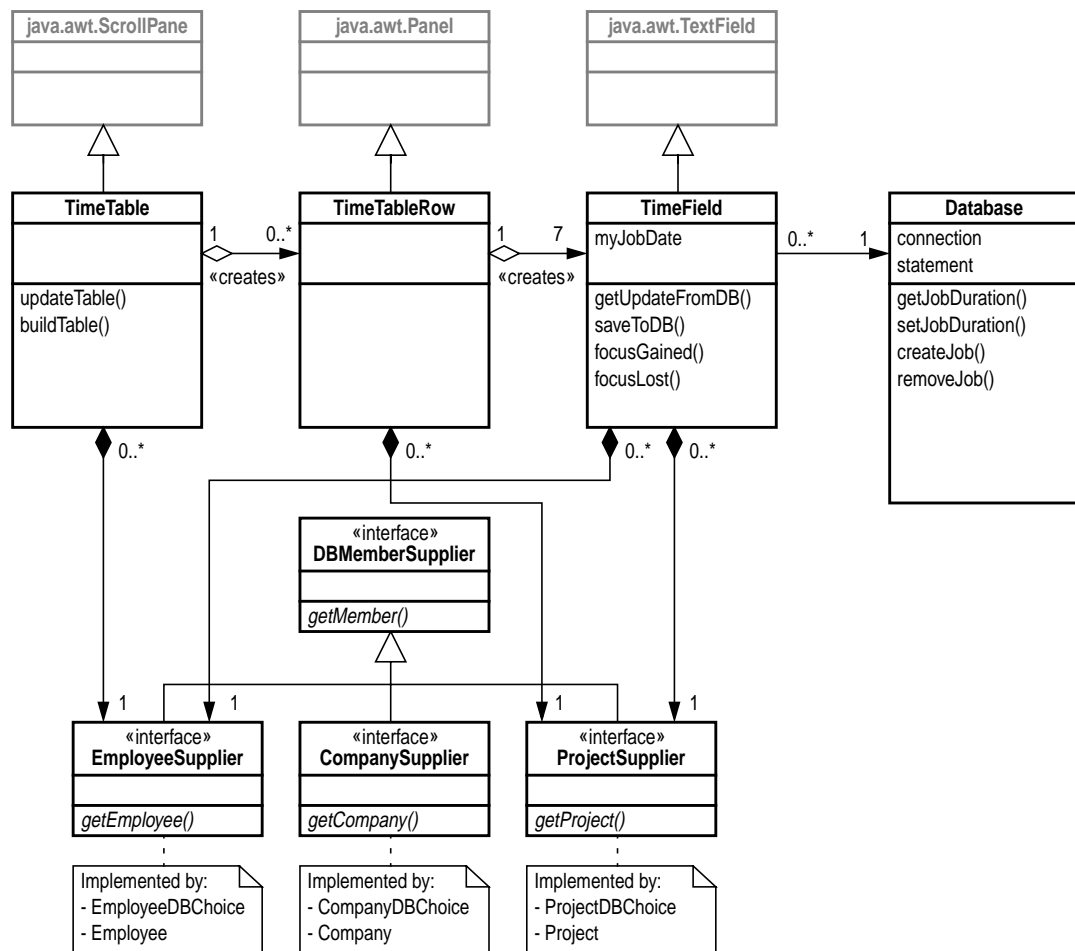 java.awt.ScrollPane
java.awt.Panel
java.awt.TextField
TimeTable
TimeTableRow
TimeField
Database
1
0..*
«creates»
1
7
«creates»
myJobDate
0..*
1
connection
statement
updateTable()
buildTable()
getUpdateFromDB()
saveToDB()
focusGained()
focusLost()
getJobDuration()
setJobDuration()
createJob()
removeJob()
0..*
0..*
0..*
0..*
«interface»
DBMemberSupplier
getMember()
1
1
1
1
«interface»
EmployeeSupplier
getEmployee()
«interface»
CompanySupplier
getCompany()
«interface»
ProjectSupplier
getProject()
Implemented by:
- EmployeeDBChoice
- Employee
Implemented by:
- CompanyDBChoice
- Company
Implemented by:
- ProjectDBChoice
- Project